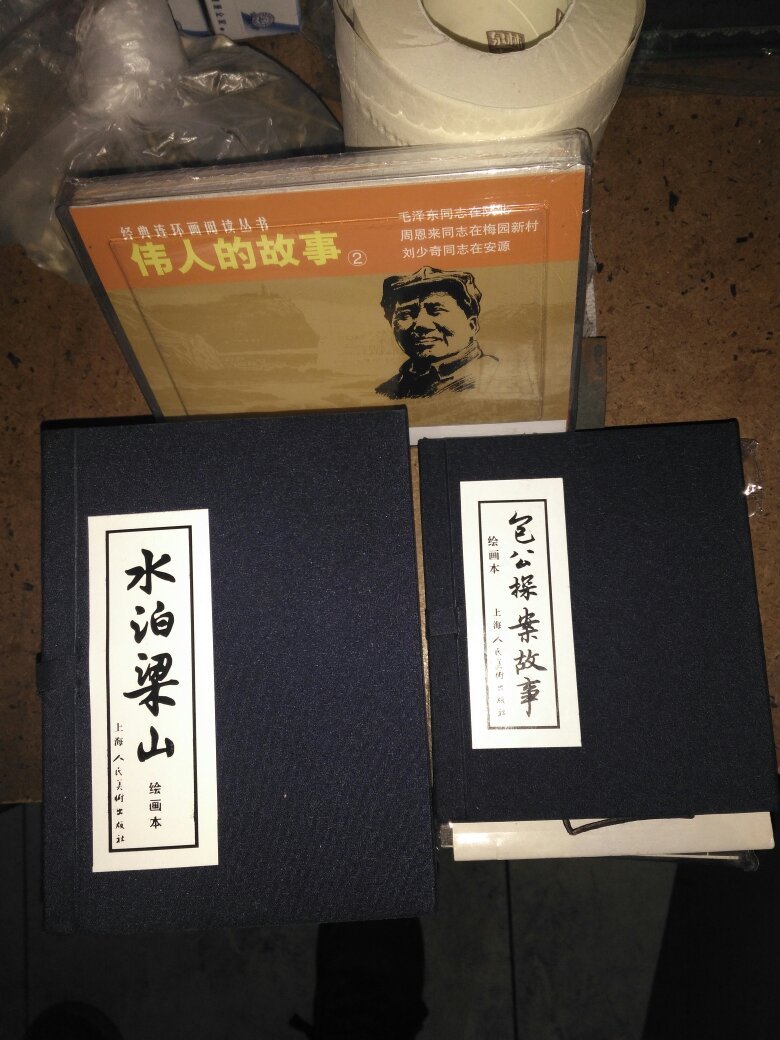 经典连环画阅读丛书
伟人的故事②
毛泽东同志在陕北
周恩来同志在梅园新村
刘少奇同志在安源
水泊梁山
绘画本
上海人民美術出版社
包公探案故事
绘画本
上海人民美術出版社